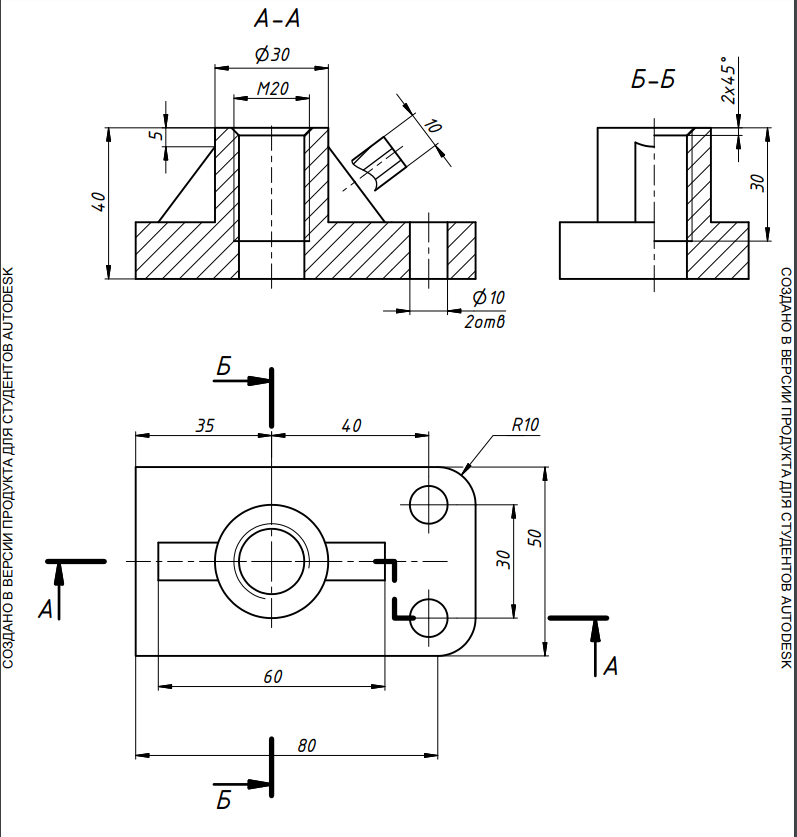 А-А
Ø30
М20
5
10
40
Ø10
2отв
Б-Б
2х45°
30
Б
35
40
R10
30
50
А
А
60
80
Б
СОЗДАНО В ВЕРСИИ ПРОДУКТА ДЛЯ СТУДЕНТОВ AUTODESK
СОЗДАНО В ВЕРСИИ ПРОДУКТА ДЛЯ СТУДЕНТОВ AUTODESK